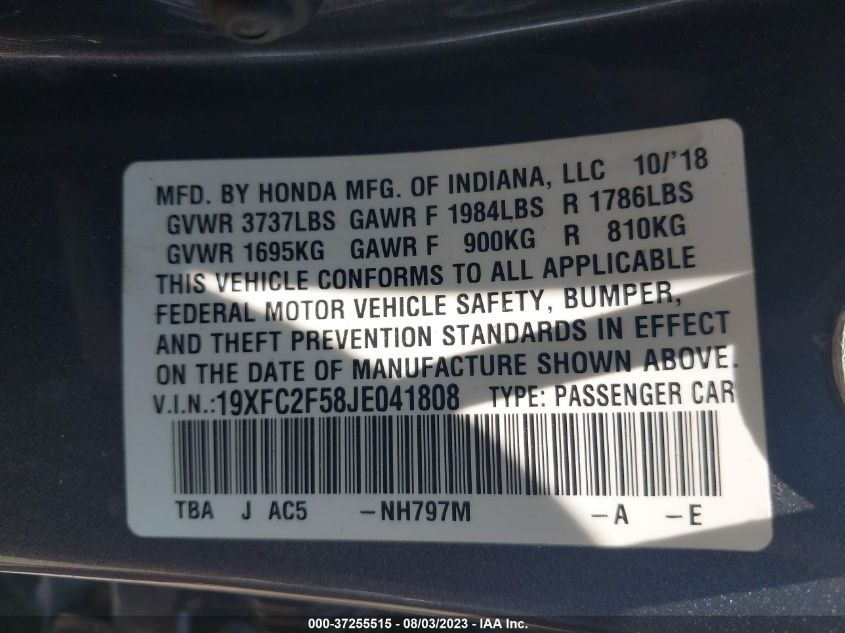 MFD. BY HONDA MFG. OF INDIANA, LLC 10/'18
GVWR 3737LBS GAWR F 1984LBS R 1786LBS
GVWR 1695KG GAWR F 900KG R 810KG
THIS VEHICLE CONFORMS TO ALL APPLICABLE
FEDERAL MOTOR VEHICLE SAFETY, BUMPER,
AND THEFT PREVENTION STANDARDS IN EFFECT
ON THE DATE OF MANUFACTURE SHOWN ABOVE.
V.I.N.:19XFC2F58JE041808 TYPE: PASSENGER CAR
TBA J AC5 -NH797M -A -E
000-37255515 - 08/03/2023 - IAA Inc.